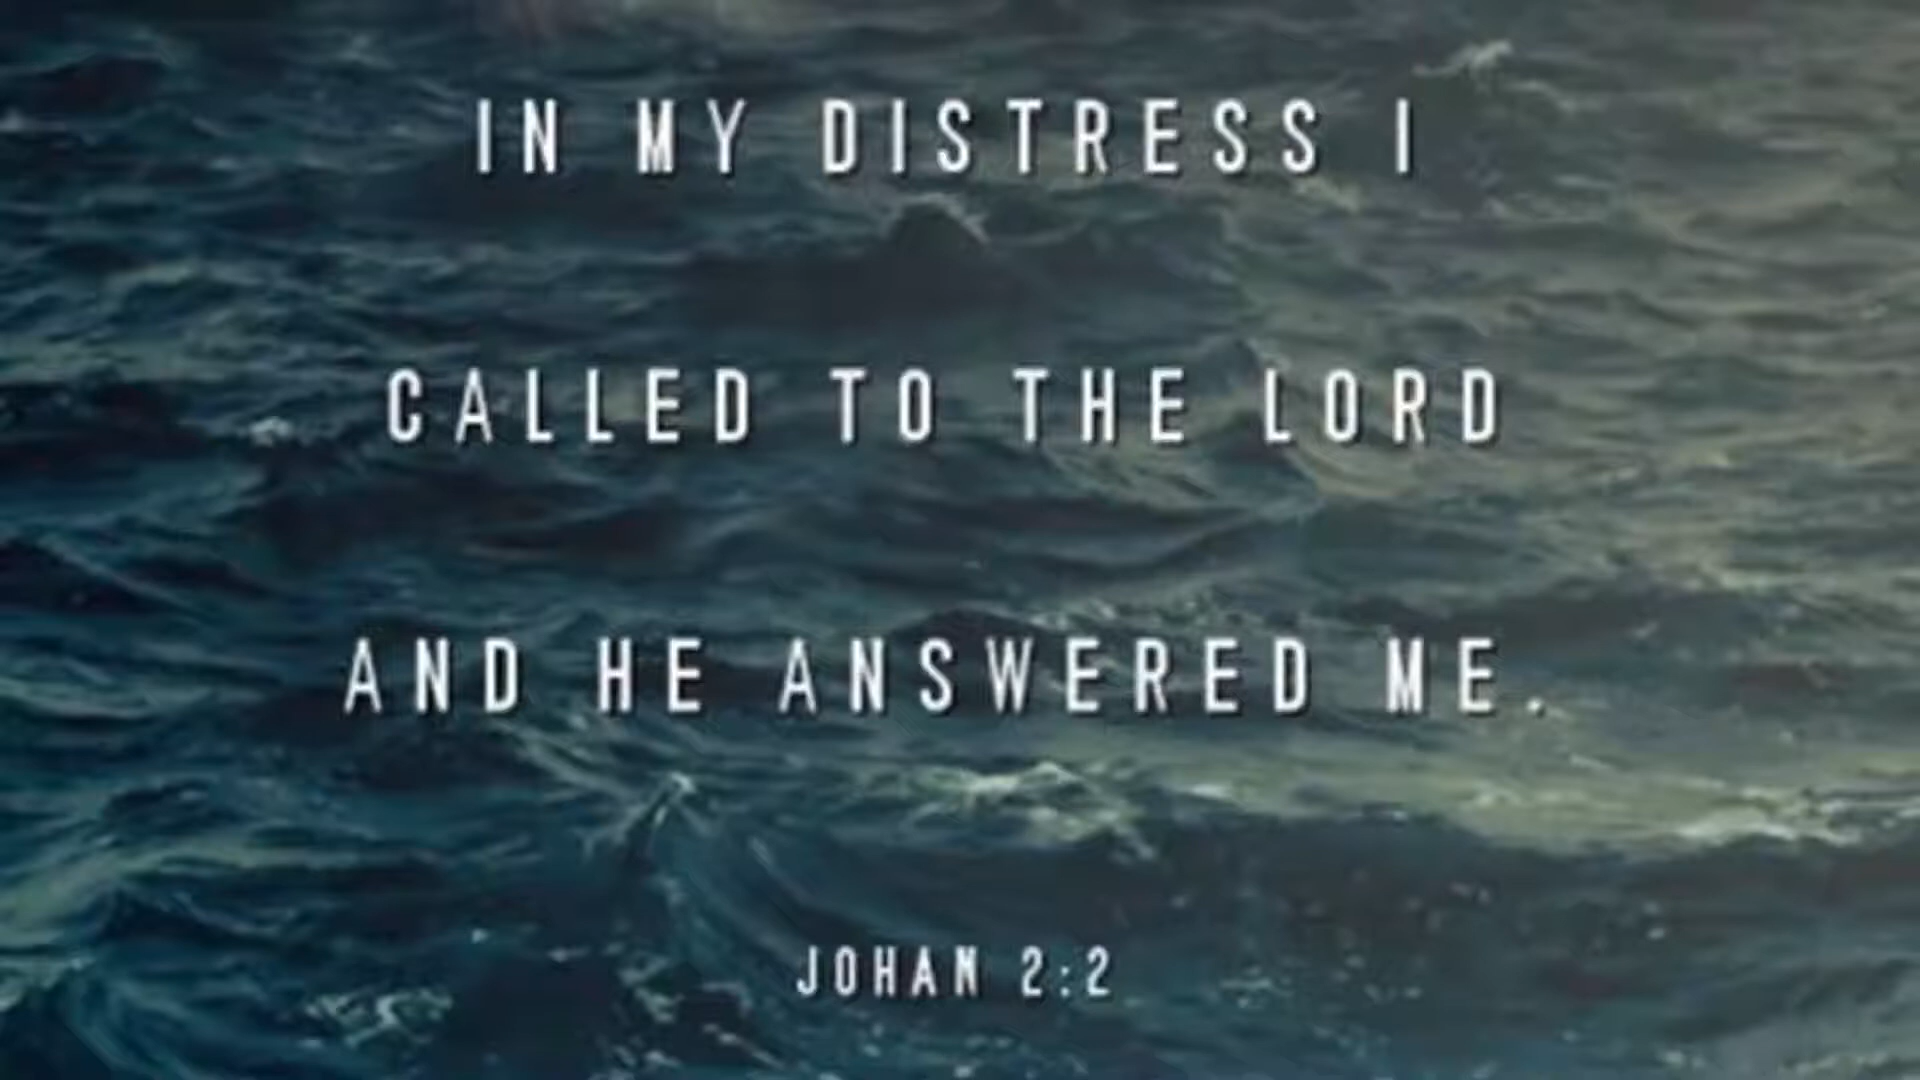 IN MY DISTRESS I
CALLED TO THE LORD
AND HE ANSWERED ME.
JOHAN 2:2